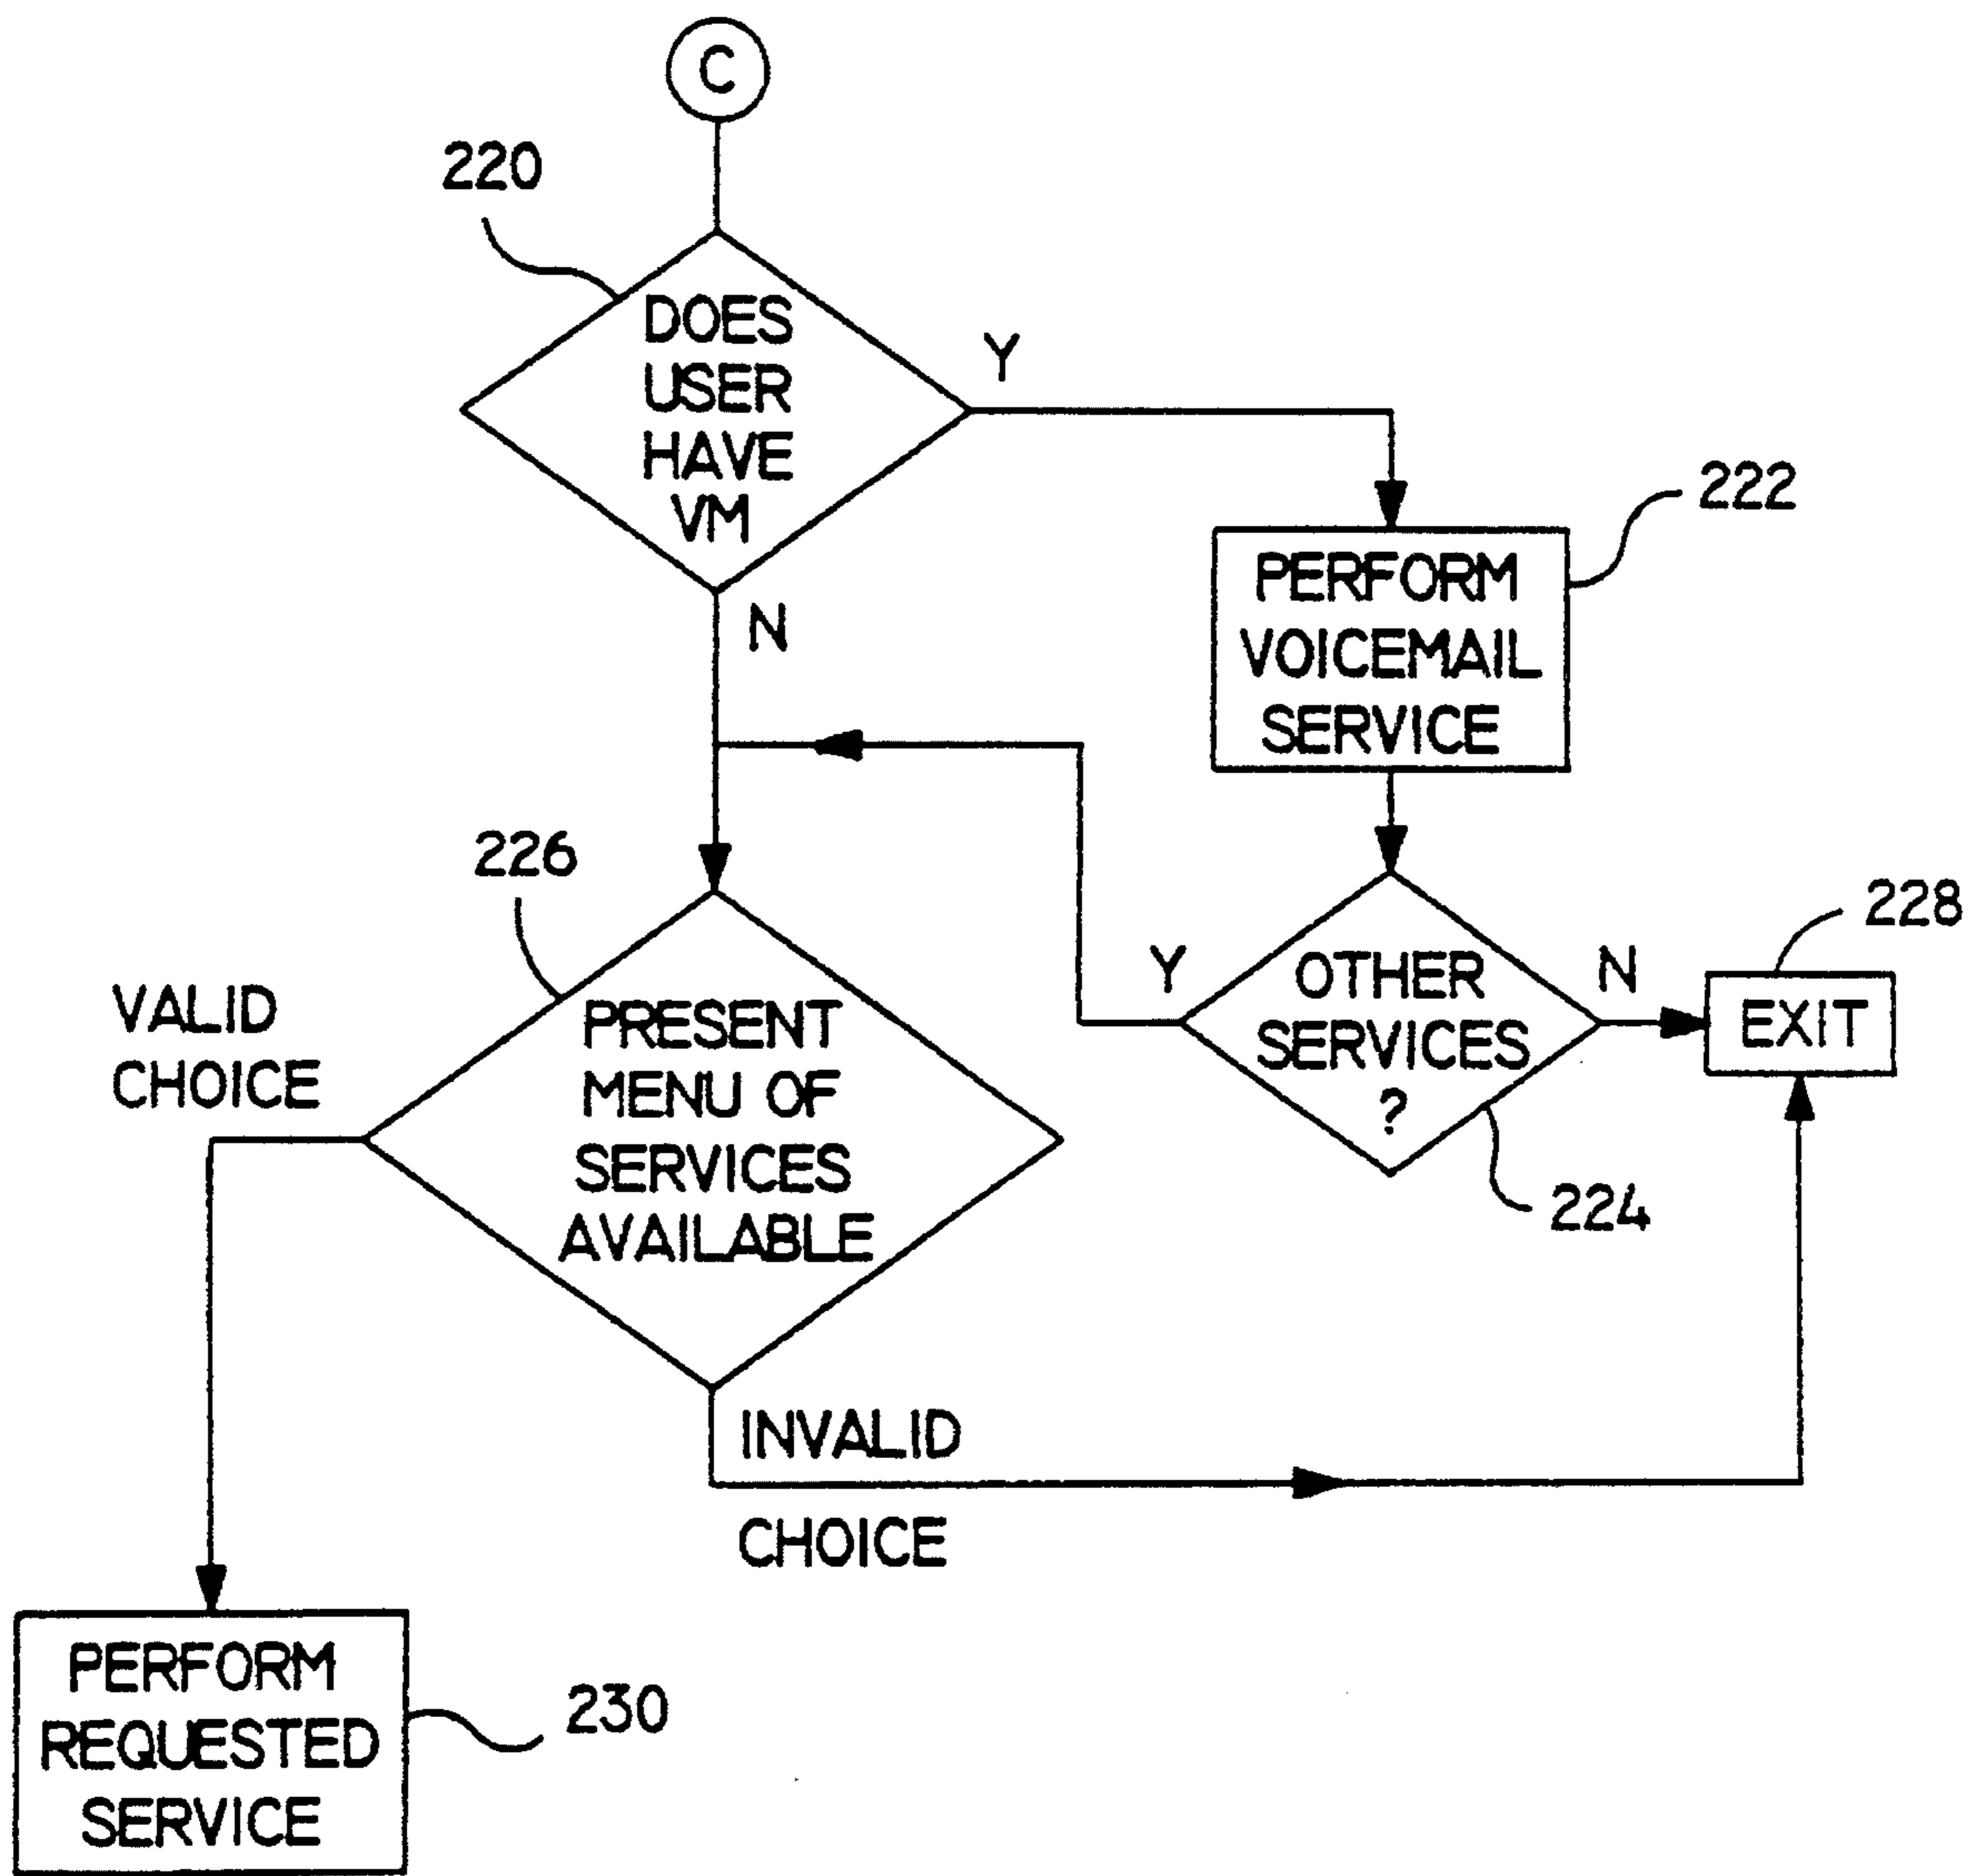 C
220
DOES
USER
HAVE
VM
Y
N
222
PERFORM
VOICEMAIL
SERVICE
226
VALID
CHOICE
PRESENT
MENU OF
SERVICES
AVAILABLE
Y
OTHER
SERVICES
?
N
228
EXIT
224
INVALID
CHOICE
PERFORM
REQUESTED
SERVICE
230